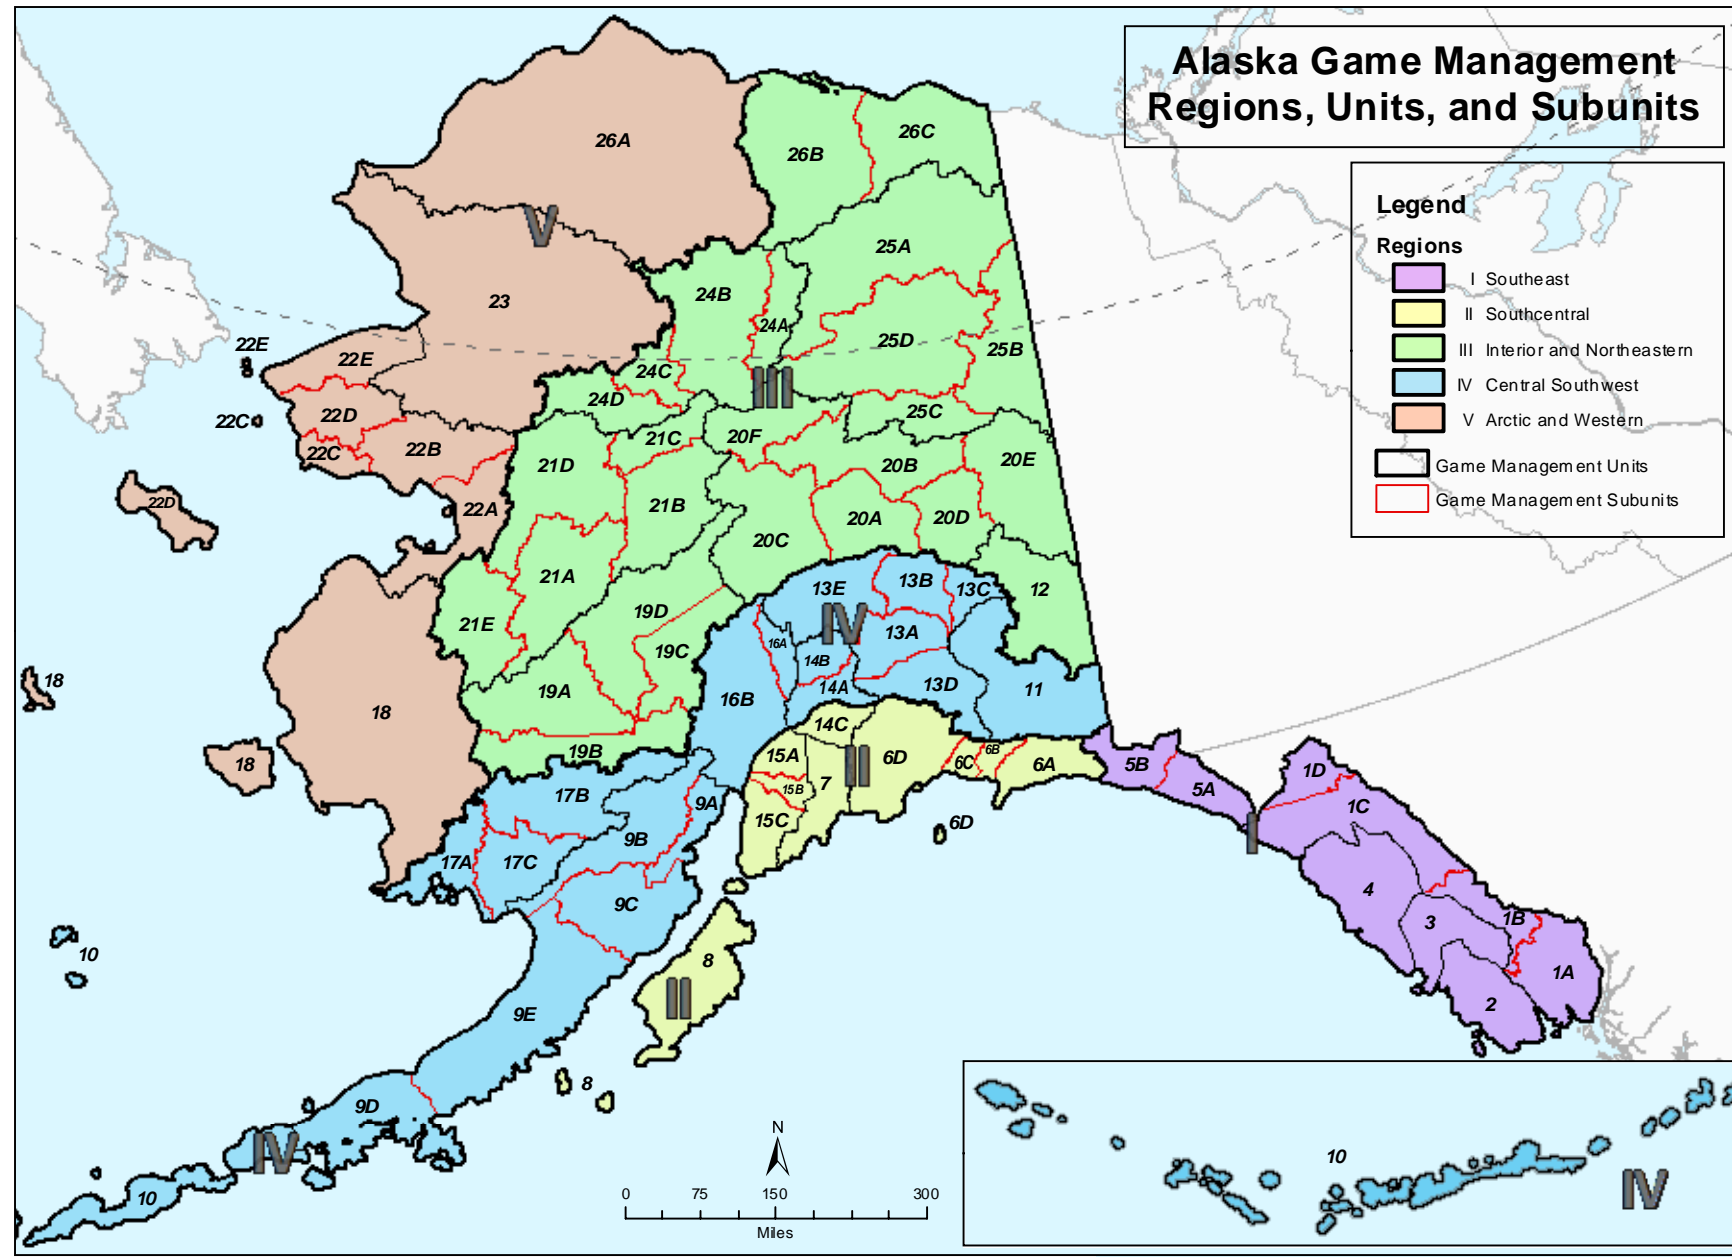 Alaska Game Management
Regions, Units, and Subunits
Legend
Regions
I Southeast
II Southcentral
III Interior and Northeastern
IV Central Southwest
V Arctic and Western
Game Management Units
Game Management Subunits
26A
26B
26C
V
25A
23
24B
24A
25D
25B
22E
22E
24C
III
24D
25C
22D
22C
22C
22B
21C
20F
21D
20B
20E
22D
22A
21B
20A
20D
20C
21A
13E
13B
13C
12
21E
19D
IV
13A
16A
19C
14B
18
19A
14A
13D
11
16B
18
14C
19B
15A
II
6D
6C
6B
6A
5B
18
7
15B
1D
17B
9A
5A
1C
15C
6D
9B
I
17A
17C
4
9C
3
1B
10
8
1A
II
2
9E
8
9D
IV
10
N
0 75 150 300
Miles
10
IV